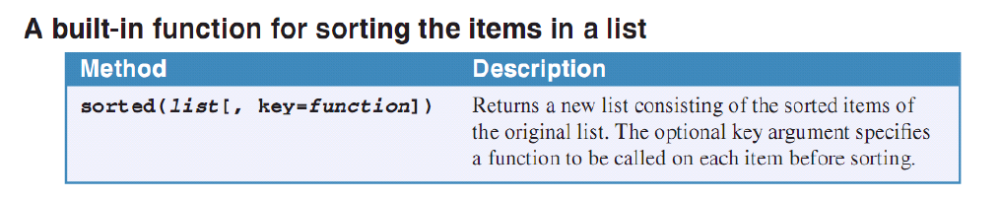 A built-in function for sorting the items in a list
Method Description
sorted(list[, key=function]) Returns a new list consisting of the sorted items of
the original list. The optional key argument specifies
a function to be called on each item before sorting.